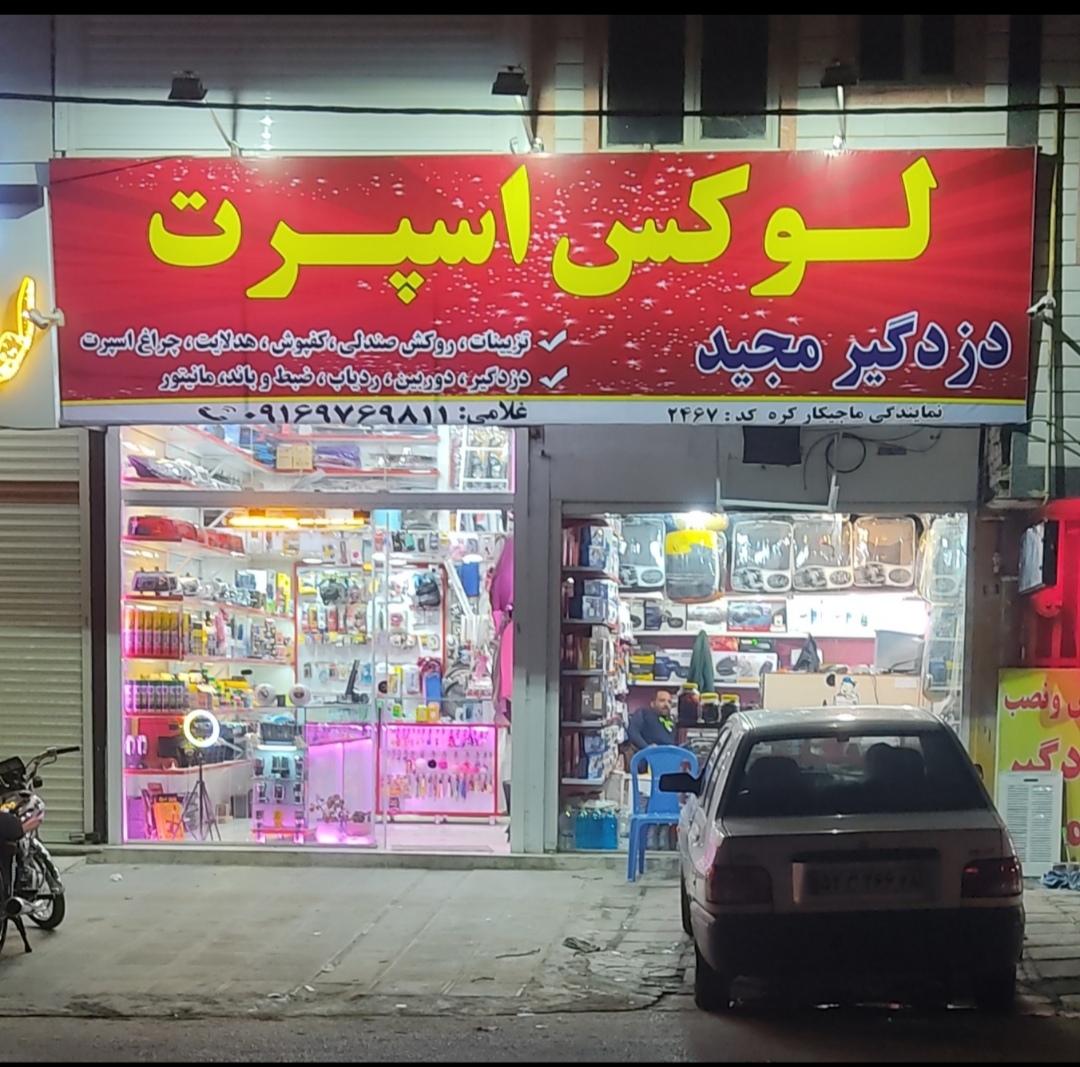 لوکس اسپرت
دزدگیر مجید
تزیینات، روکش صندلی، کفپوش، هدلایت، چراغ اسپرت
دزدگیر، دوربین، ردیاب، ضبط و باند، مانیتور
نمایندگی ماجیکار کره کد: ۲۴۶۷
غلامی: ۰۹۱۶۹۷۶۹۸۱۱
ونصب